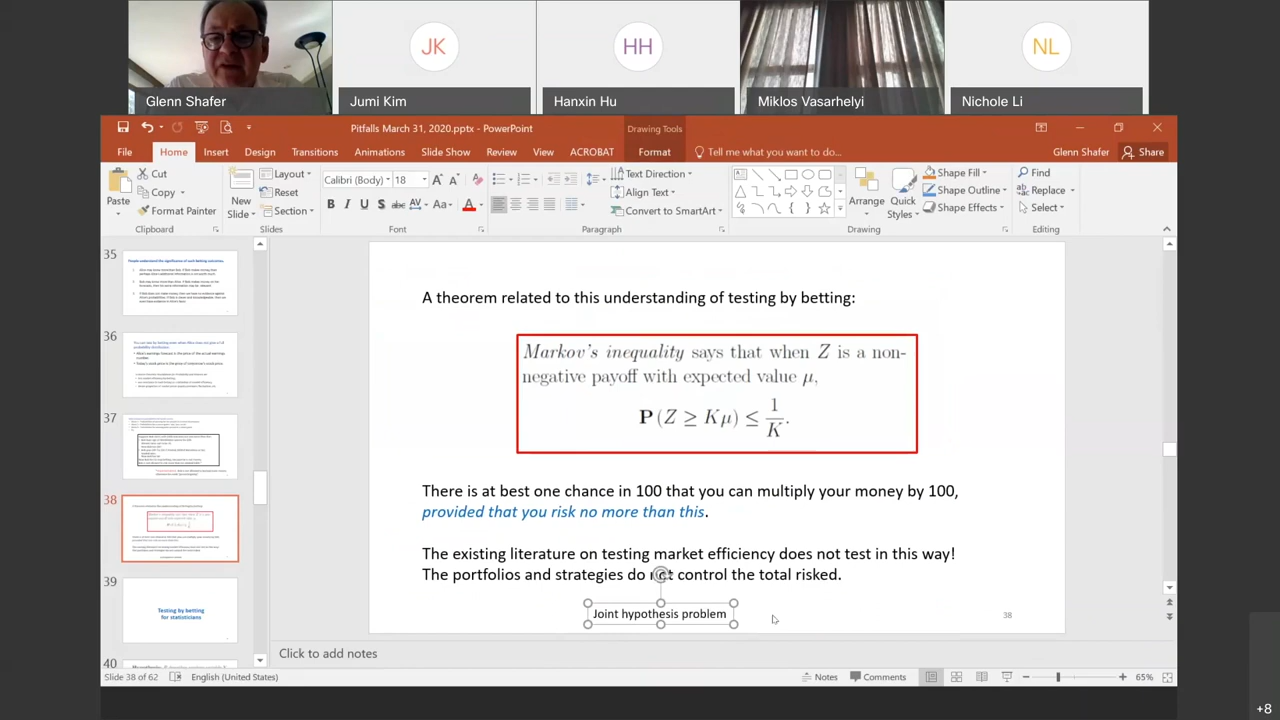 JK
HH
NL
Glenn Shafer
Jumi Kim
Hanxin Hu
Miklos Vasarhelyi
Nichole Li
Pitfalls March 31, 2020.pptx - PowerPoint
Drawing Tools
File
Home
Insert
Design
Transitions
Animations
Slide Show
Review
View
ACROBAT
Format
Tell me what you want to do...
Glenn Shafer
Share
Paste
Cut
Copy
Format Painter
Clipboard
New
Slide
Layout
Reset
Section
Slides
Calibri (Body)
18
Font
Paragraph
Text Direction
Align Text
Convert to SmartArt
Arrange
Quick
Styles
Shape Fill
Shape Outline
Shape Effects
Drawing
Find
Replace
Select
Editing
35
36
37
38
39
Testing by betting
for statisticians
40
A theorem related to this understanding of testing by betting:
Markov's inequality says that when Z is a non-
negative payoff with expected value μ,
P (Z ≥ Kμ) ≤ 1/K.
There is at best one chance in 100 that you can multiply your money by 100,
provided that you risk no more than this.
The existing literature on testing market efficiency does not test in this way!
The portfolios and strategies do not control the total risked.
Joint hypothesis problem
38
Click to add notes
Slide 38 of 62
English (United States)
Notes
Comments
65%
+8